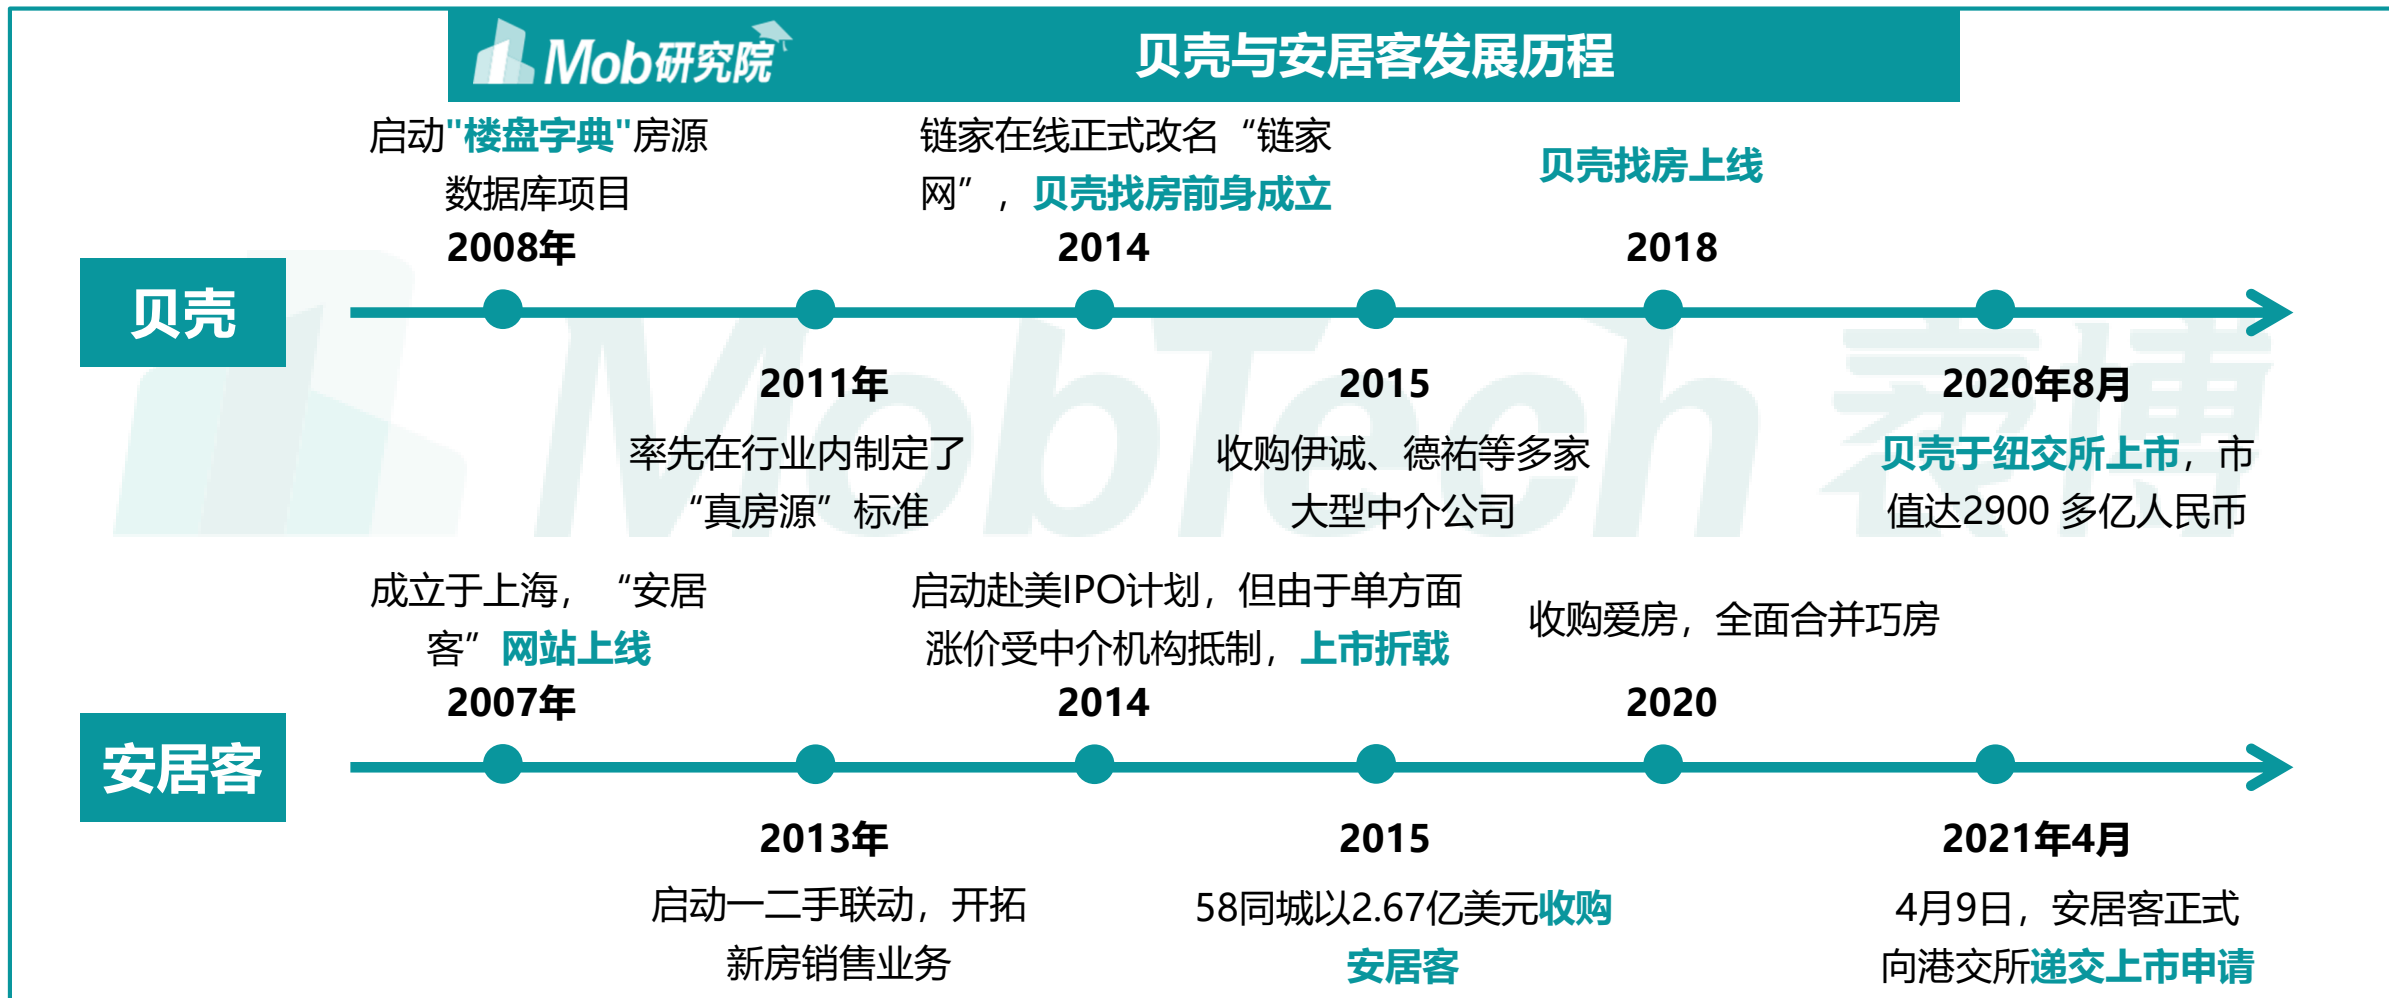 Mob研究院
贝壳与安居客发展历程
启动"楼盘字典"房源
数据库项目
2008年
链家在线正式改名“链家
网”，贝壳找房前身成立
2014
贝壳找房上线
2018
贝壳
2011年
率先在行业内制定了
“真房源”标准
2015
收购伊诚、德祐等多家
大型中介公司
2020年8月
贝壳于纽交所上市，市
值达2900 多亿人民币
MobTech 袤博
成立于上海，“安居
客”网站上线
2007年
启动赴美IPO计划，但由于单方面
涨价受中介机构抵制，上市折戟
2014
收购爱房，全面合并巧房
2020
安居客
2013年
启动一二手联动，开拓
新房销售业务
2015
58同城以2.67亿美元收购
安居客
2021年4月
4月9日，安居客正式
向港交所递交上市申请